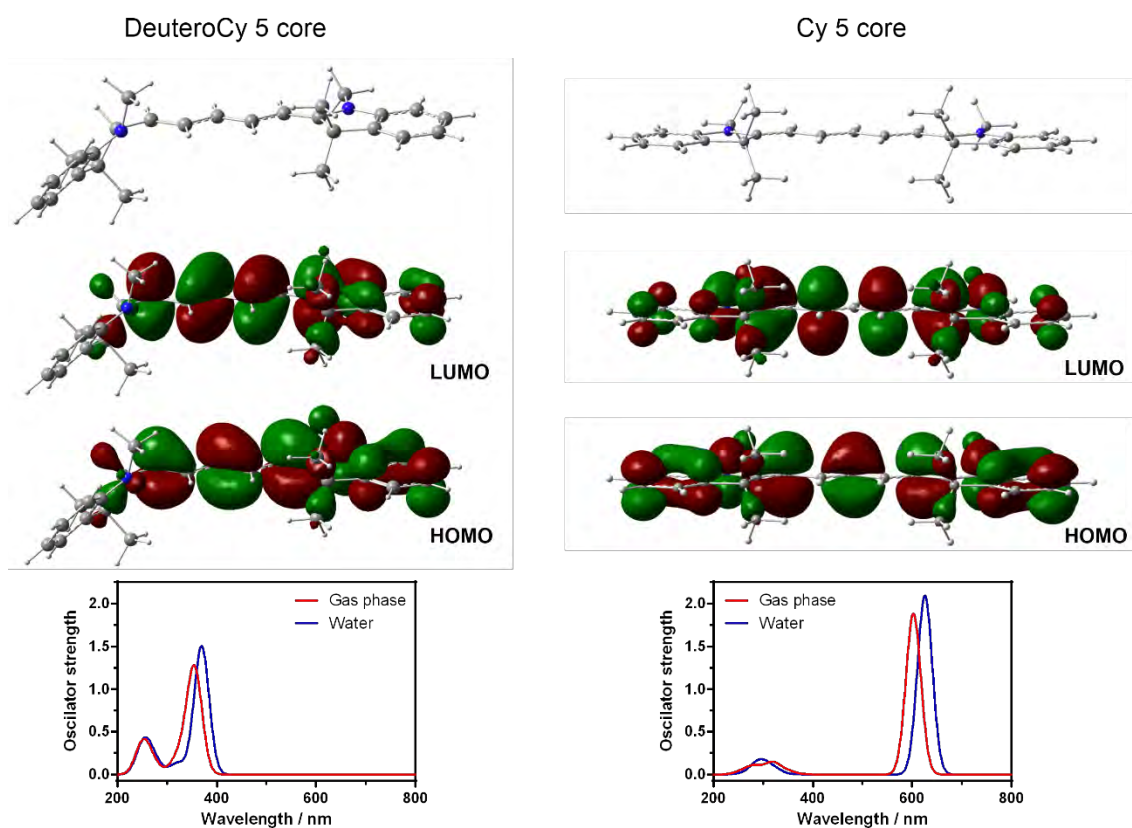 DeuteroCy 5 core
LUMO
HOMO
2.0
1.5
1.0
0.5
0.0
Oscilator strength
Gas phase
Water
200
400
600
800
Wavelength / nm
Cy 5 core
LUMO
HOMO
2.0
1.5
1.0
0.5
0.0
Oscilator strength
Gas phase
Water
200
400
600
800
Wavelength / nm